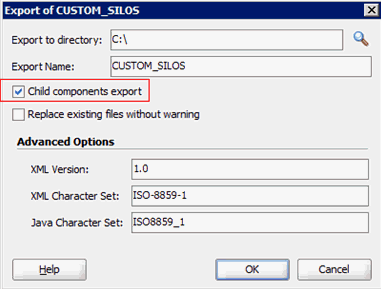 Export of CUSTOM_SILOS
Export to directory: C:\
Export Name: CUSTOM_SILOS
Child components export
Replace existing files without warning
Advanced Options
XML Version: 1.0
XML Character Set: ISO-8859-1
Java Character Set: ISO8859_1
Help OK Cancel